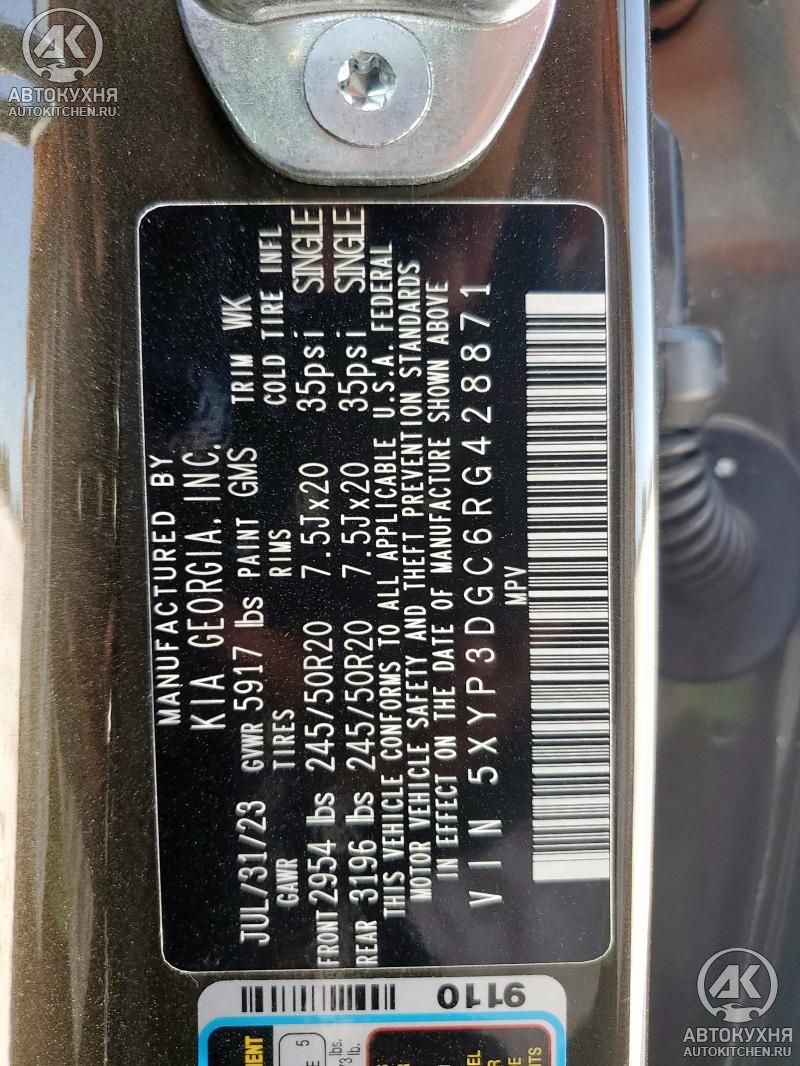 АВТОКУХНЯ
AUTOKITCHEN.RU
MANUFACTURED BY
KIA GEORGIA, INC.
JUL/31/23 GVWR 5917 lbs PAINT GMS TRIM WK
GAWR TIRES RIMS COLD TIRE INFL
FRONT 2954 lbs 245/50R20 7.5Jx20 35psi SINGLE
REAR 3196 lbs 245/50R20 7.5Jx20 35psi SINGLE
THIS VEHICLE CONFORMS TO ALL APPLICABLE U.S.A. FEDERAL
MOTOR VEHICLE SAFETY AND THEFT PREVENTION STANDARDS
IN EFFECT ON THE DATE OF MANUFACTURE SHOWN ABOVE
VIN 5XYP3DGC6RG428871
MPV
9110
5
lbs.
lb.
АВТОКУХНЯ
AUTOKITCHEN.RU